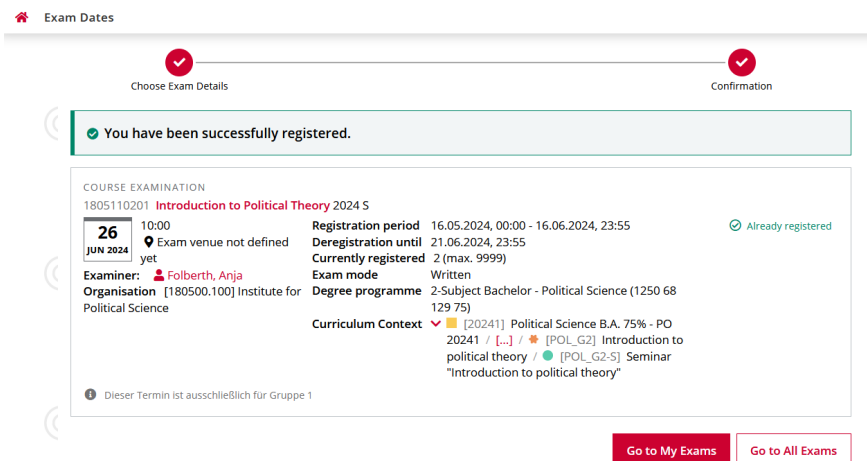 Exam Dates
Choose Exam Details
Confirmation
You have been successfully registered.
COURSE EXAMINATION
1805110201 Introduction to Political Theory 2024 S
26
JUN 2024
10:00
Exam venue not defined
yet
Examiner: Folberth, Anja
Organisation [180500.100] Institute for
Political Science
Registration period 16.05.2024, 00:00 - 16.06.2024, 23:55
Deregistration until 21.06.2024, 23:55
Currently registered 2 (max. 9999)
Exam mode Written
Degree programme 2-Subject Bachelor - Political Science (1250 68
129 75)
Curriculum Context [20241] Political Science B.A. 75% - PO
20241 / [...] / [POL_G2] Introduction to
political theory / [POL_G2-S] Seminar
"Introduction to political theory"
Already registered
Dieser Termin ist ausschließlich für Gruppe 1
Go to My Exams
Go to All Exams